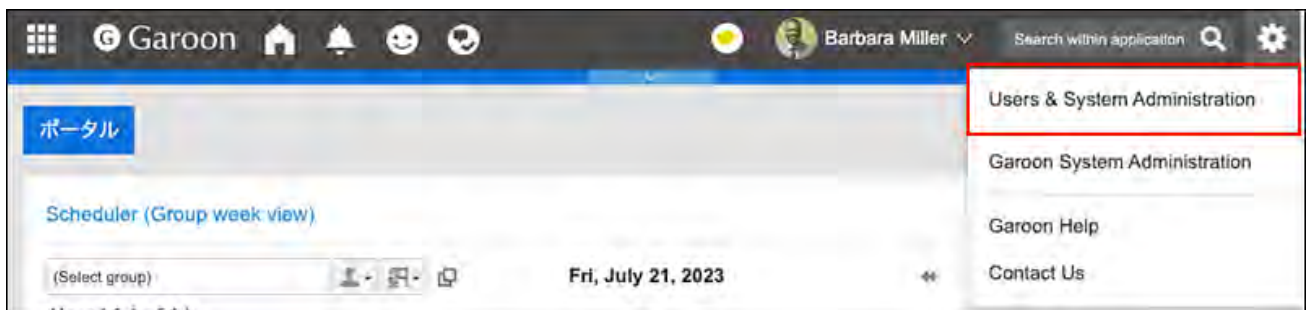 G Garoon Barbara Miller Search within application
Users & System Administration
ポータル
Garoon System Administration
Scheduler (Group week view)
Garoon Help
(Select group) Fri, July 21, 2023
Contact Us